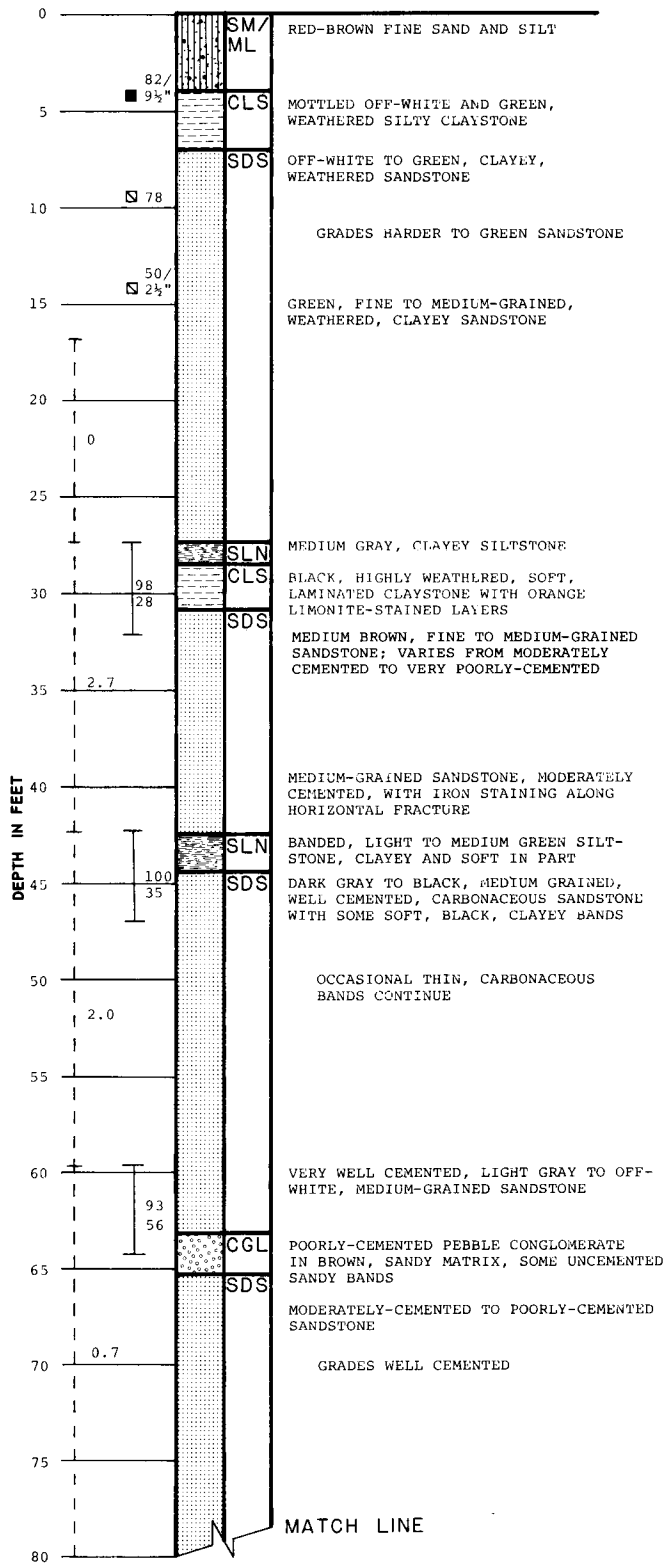 0
SM/
ML
RED-BROWN FINE SAND AND SILT
82/
9½"
CLS
5
MOTTLED OFF-WHITE AND GREEN,
WEATHERED SILTY CLAYSTONE
SDS
OFF-WHITE TO GREEN, CLAYEY,
WEATHERED SANDSTONE
78
10
GRADES HARDER TO GREEN SANDSTONE
50/
2½"
15
GREEN, FINE TO MEDIUM-GRAINED,
WEATHERED, CLAYEY SANDSTONE
20
0
25
SLN
MEDIUM GRAY, CLAYEY SILTSTONE
CLS
BLACK, HIGHLY WEATHERED, SOFT,
LAMINATED CLAYSTONE WITH ORANGE
LIMONITE-STAINED LAYERS
98
30
28
SDS
MEDIUM BROWN, FINE TO MEDIUM-GRAINED
SANDSTONE; VARIES FROM MODERATELY
CEMENTED TO VERY POORLY-CEMENTED
2.7
35
40
MEDIUM-GRAINED SANDSTONE, MODERATELY
CEMENTED, WITH IRON STAINING ALONG
HORIZONTAL FRACTURE
DEPTH IN FEET
SLN
BANDED, LIGHT TO MEDIUM GREEN SILT-
STONE, CLAYEY AND SOFT IN PART
100
45
35
SDS
DARK GRAY TO BLACK, MEDIUM GRAINED,
WELL CEMENTED, CARBONACEOUS SANDSTONE
WITH SOME SOFT, BLACK, CLAYEY BANDS
50
OCCASIONAL THIN, CARBONACEOUS
BANDS CONTINUE
2.0
55
60
VERY WELL CEMENTED, LIGHT GRAY TO OFF-
WHITE, MEDIUM-GRAINED SANDSTONE
93
56
CGL
POORLY-CEMENTED PEBBLE CONGLOMERATE
IN BROWN, SANDY MATRIX, SOME UNCEMENTED
SANDY BANDS
65
SDS
MODERATELY-CEMENTED TO POORLY-CEMENTED
SANDSTONE
0.7
70
GRADES WELL CEMENTED
75
MATCH LINE
80